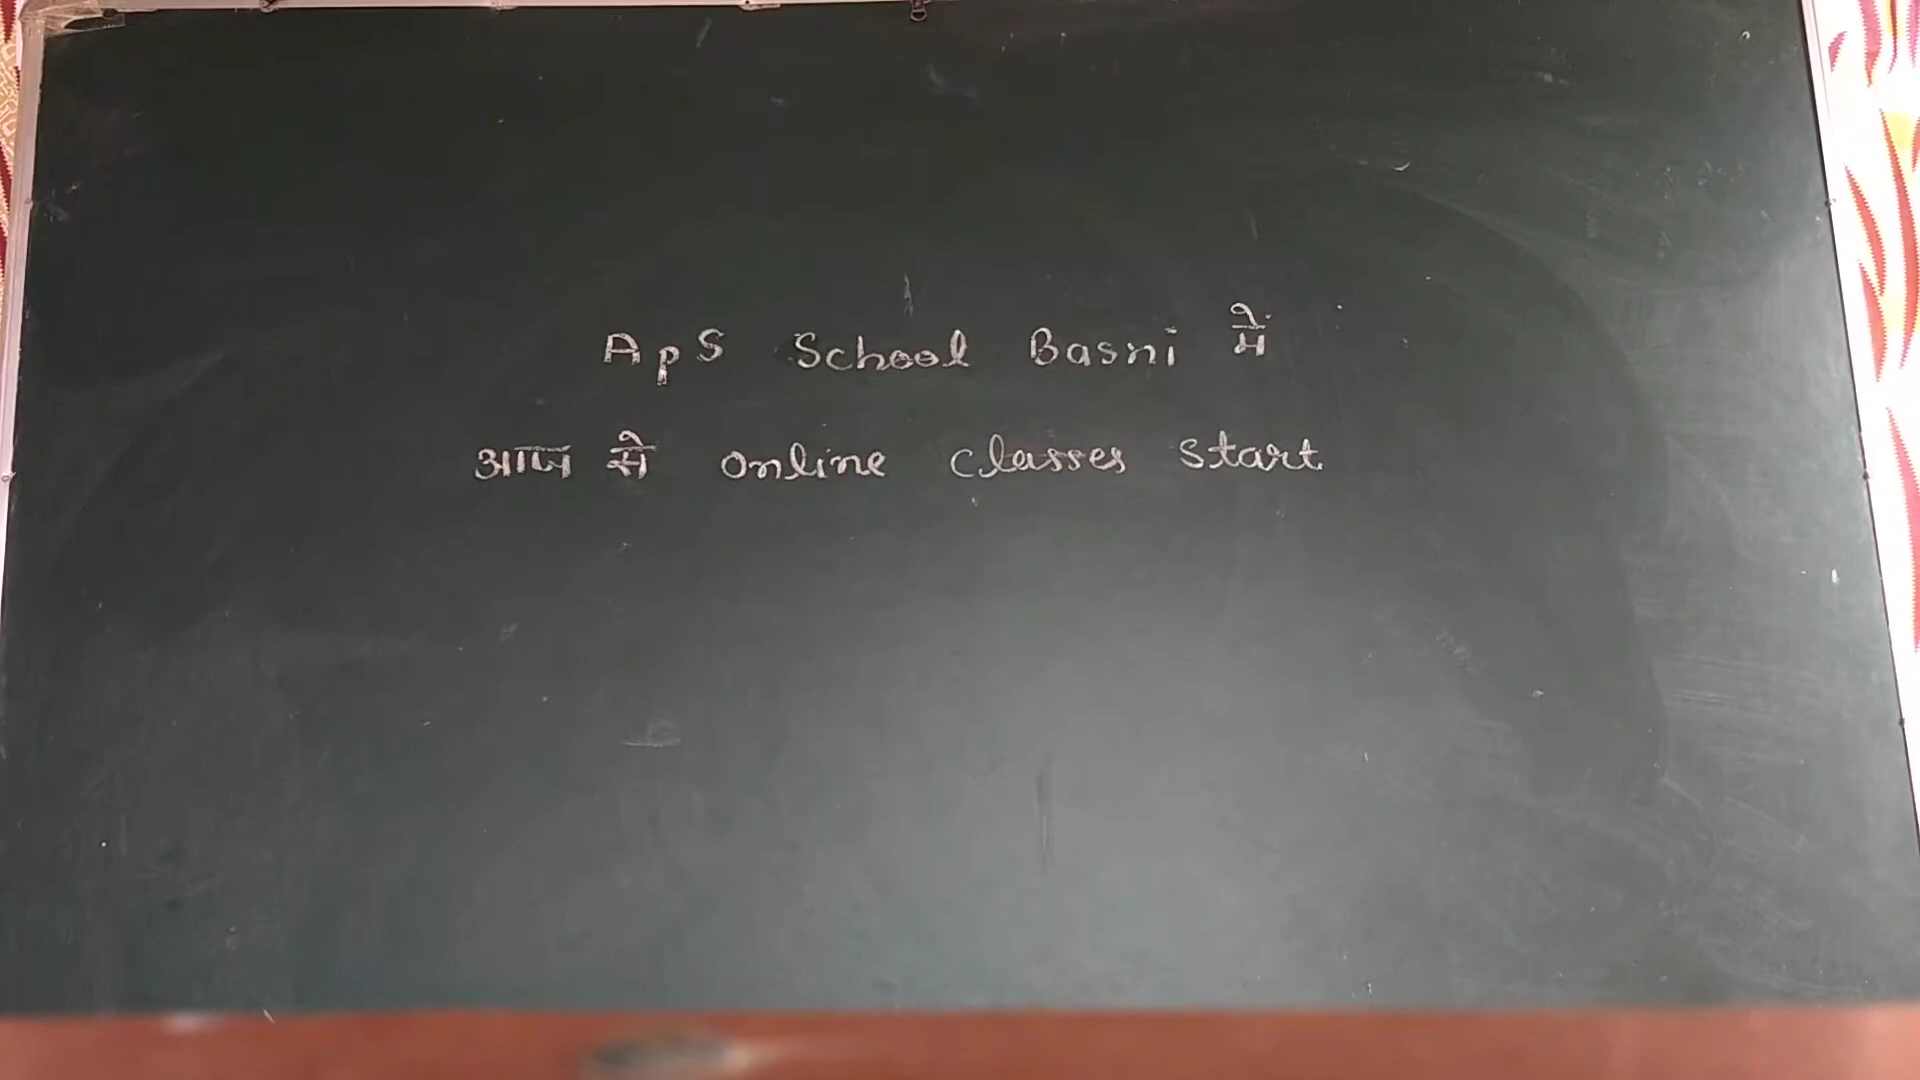 ApS School Basni में
आज से online classes start